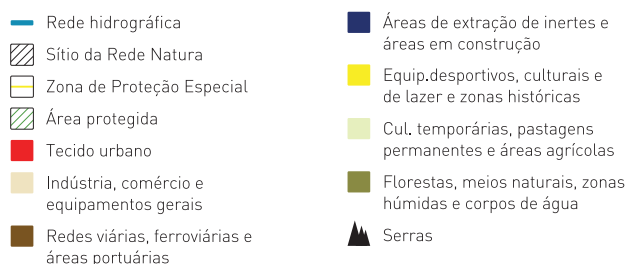 Rede hidrográfica
Sítio da Rede Natura
Zona de Proteção Especial
Área protegida
Tecido urbano
Indústria, comércio e
equipamentos gerais
Redes viárias, ferroviárias e
áreas portuárias
Áreas de extração de inertes e
áreas em construção
Equip.desportivos, culturais e
de lazer e zonas históricas
Cul. temporárias, pastagens
permanentes e áreas agrícolas
Florestas, meios naturais, zonas
húmidas e corpos de água
Serras